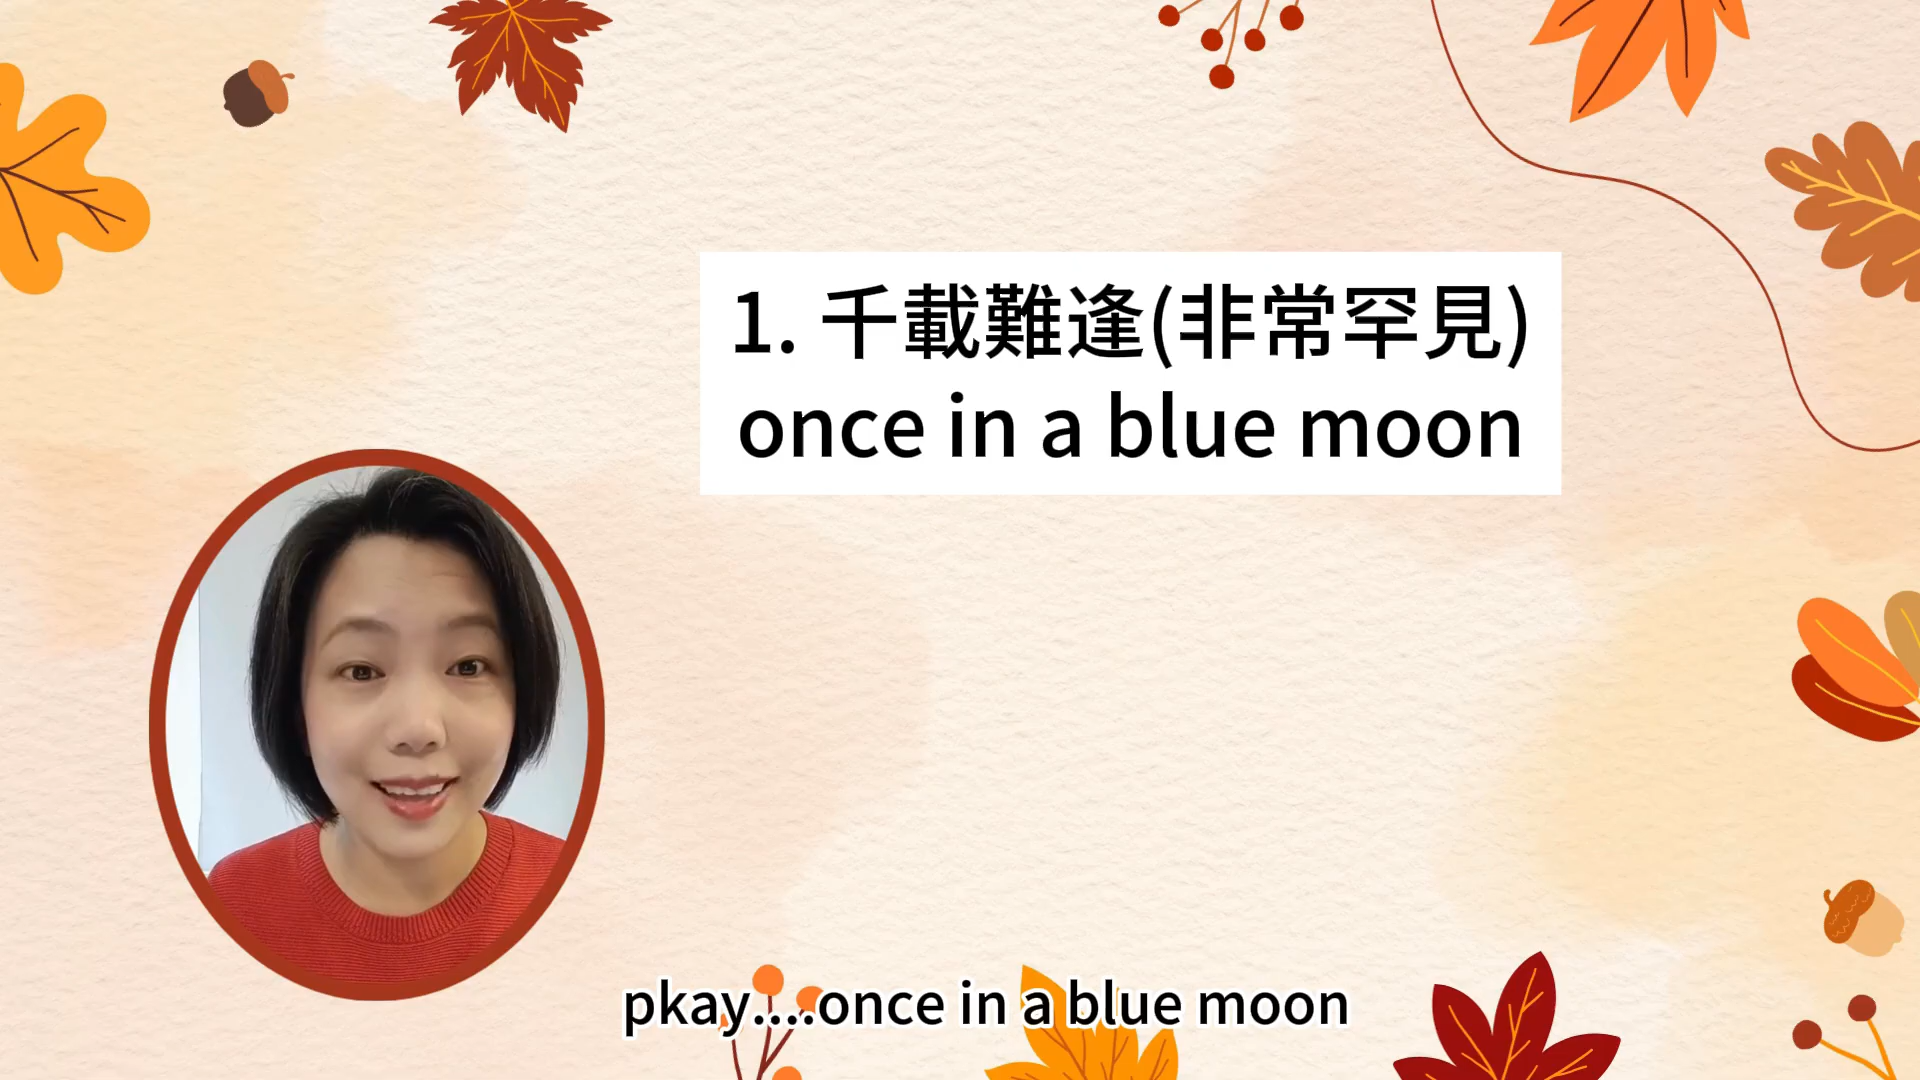 1. 千載難逢(非常罕見)
once in a blue moon
pkay....once in a blue moon